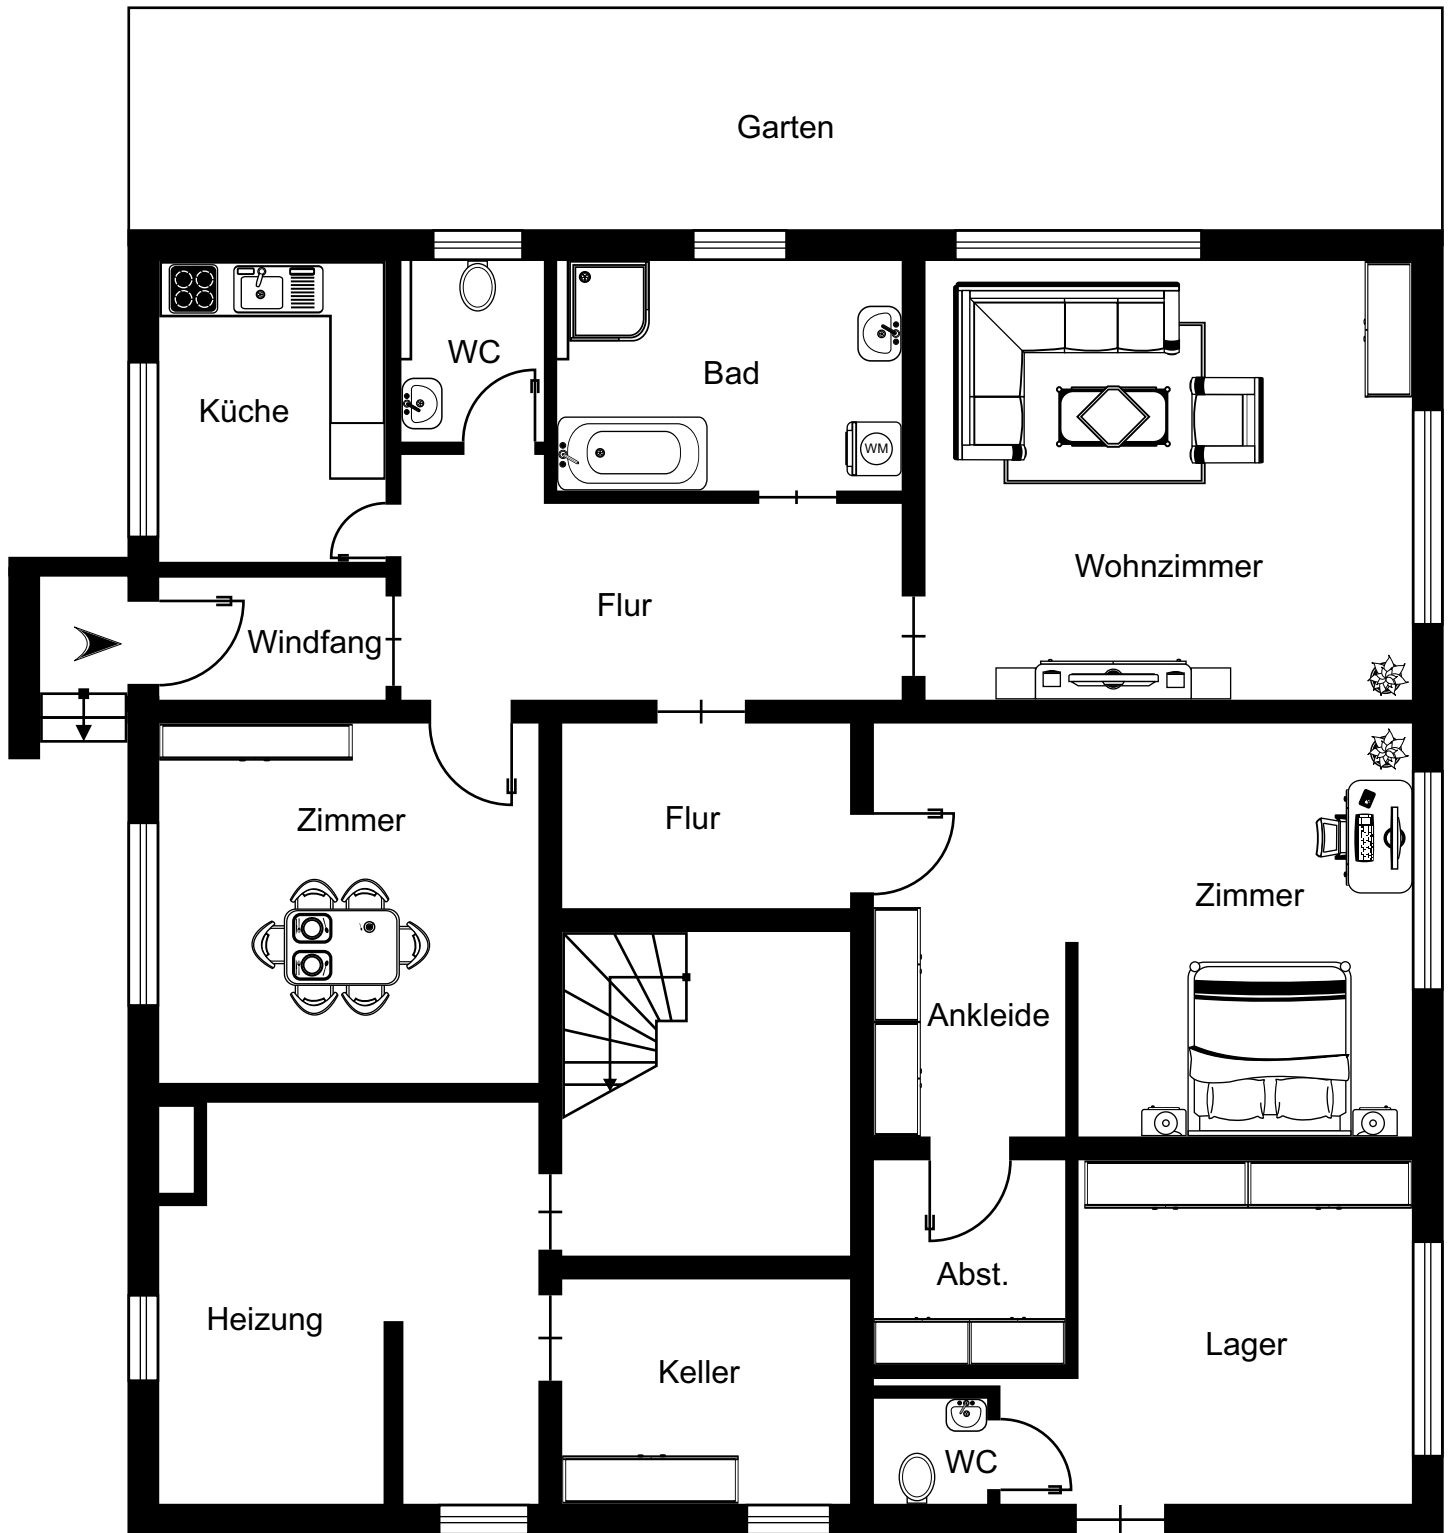 Garten
WC
Bad
Küche
WM
Wohnzimmer
Flur
Windfang
Zimmer
Flur
Zimmer
Ankleide
Abst.
Heizung
Lager
Keller
WC